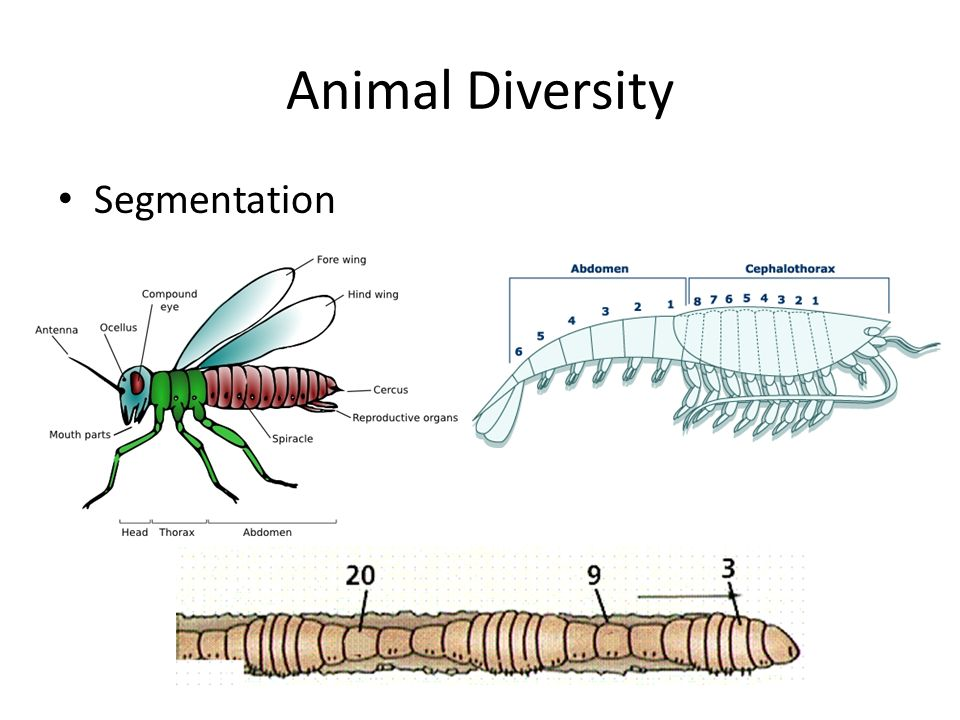 Animal Diversity
• Segmentation
Fore wing
Hind wing
Compound
eye
Ocellus
Antenna
Mouth parts
Cercus
Reproductive organs
Spiracle
Head Thorax Abdomen
Abdomen Cephalothorax
6 5 4 3 2 1 8 7 6 5 4 3 2 1
20 9 3